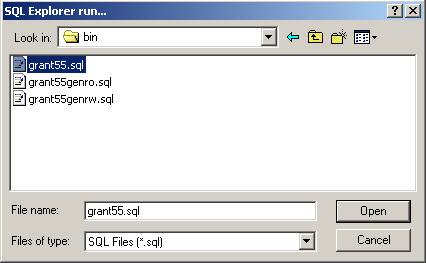 SQL Explorer run...
Look in: bin
grant55.sql
grant55genro.sql
grant55genrw.sql
File name: grant55.sql Open
Files of type: SQL Files (*.sql) Cancel